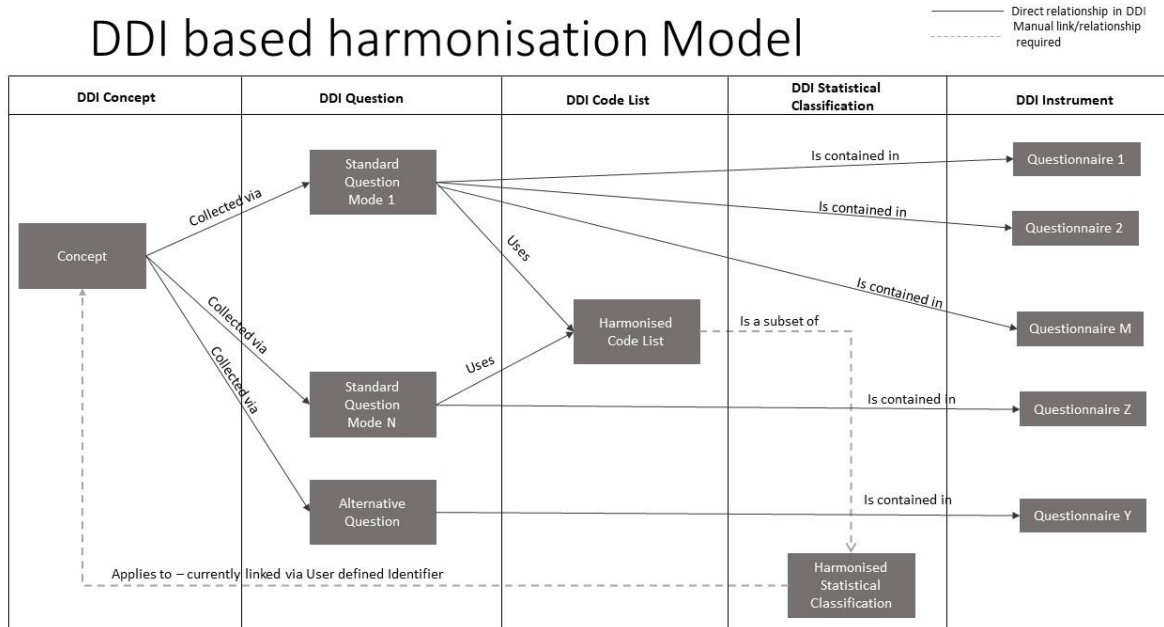 DDI based harmonisation Model
Direct relationship in DDI
Manual link/relationship
required
DDI Concept
DDI Question
DDI Code List
DDI Statistical
Classification
DDI Instrument
Standard
Question
Mode 1
Is contained in
Questionnaire 1
Collected via
Is contained in
Questionnaire 2
Concept
Uses
Is contained in
Collected via
Harmonised
Code List
Is a subset of
Questionnaire M
Collected via
Uses
Standard
Question
Mode N
Is contained in
Questionnaire Z
Alternative
Question
Is contained in
Questionnaire Y
Applies to – currently linked via User defined Identifier
Harmonised
Statistical
Classification